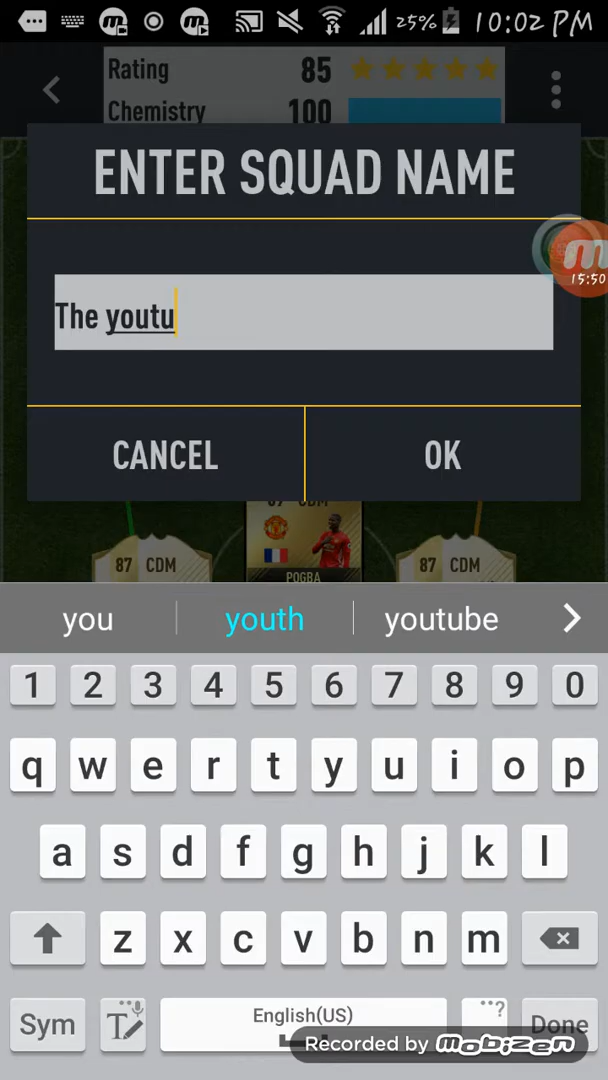 25% 10:02 PM
Rating 85
Chemistry 100
ENTER SQUAD NAME
15:50
The youtu
CANCEL OK
87 CDM
87 CDM 87 CDM
POGBA
you youth youtube
1 2 3 4 5 6 7 8 9 0
q w e r t y u i o p
a s d f g h j k l
z x c v b n m
Sym English(US) ...? Done
Recorded by mobizen